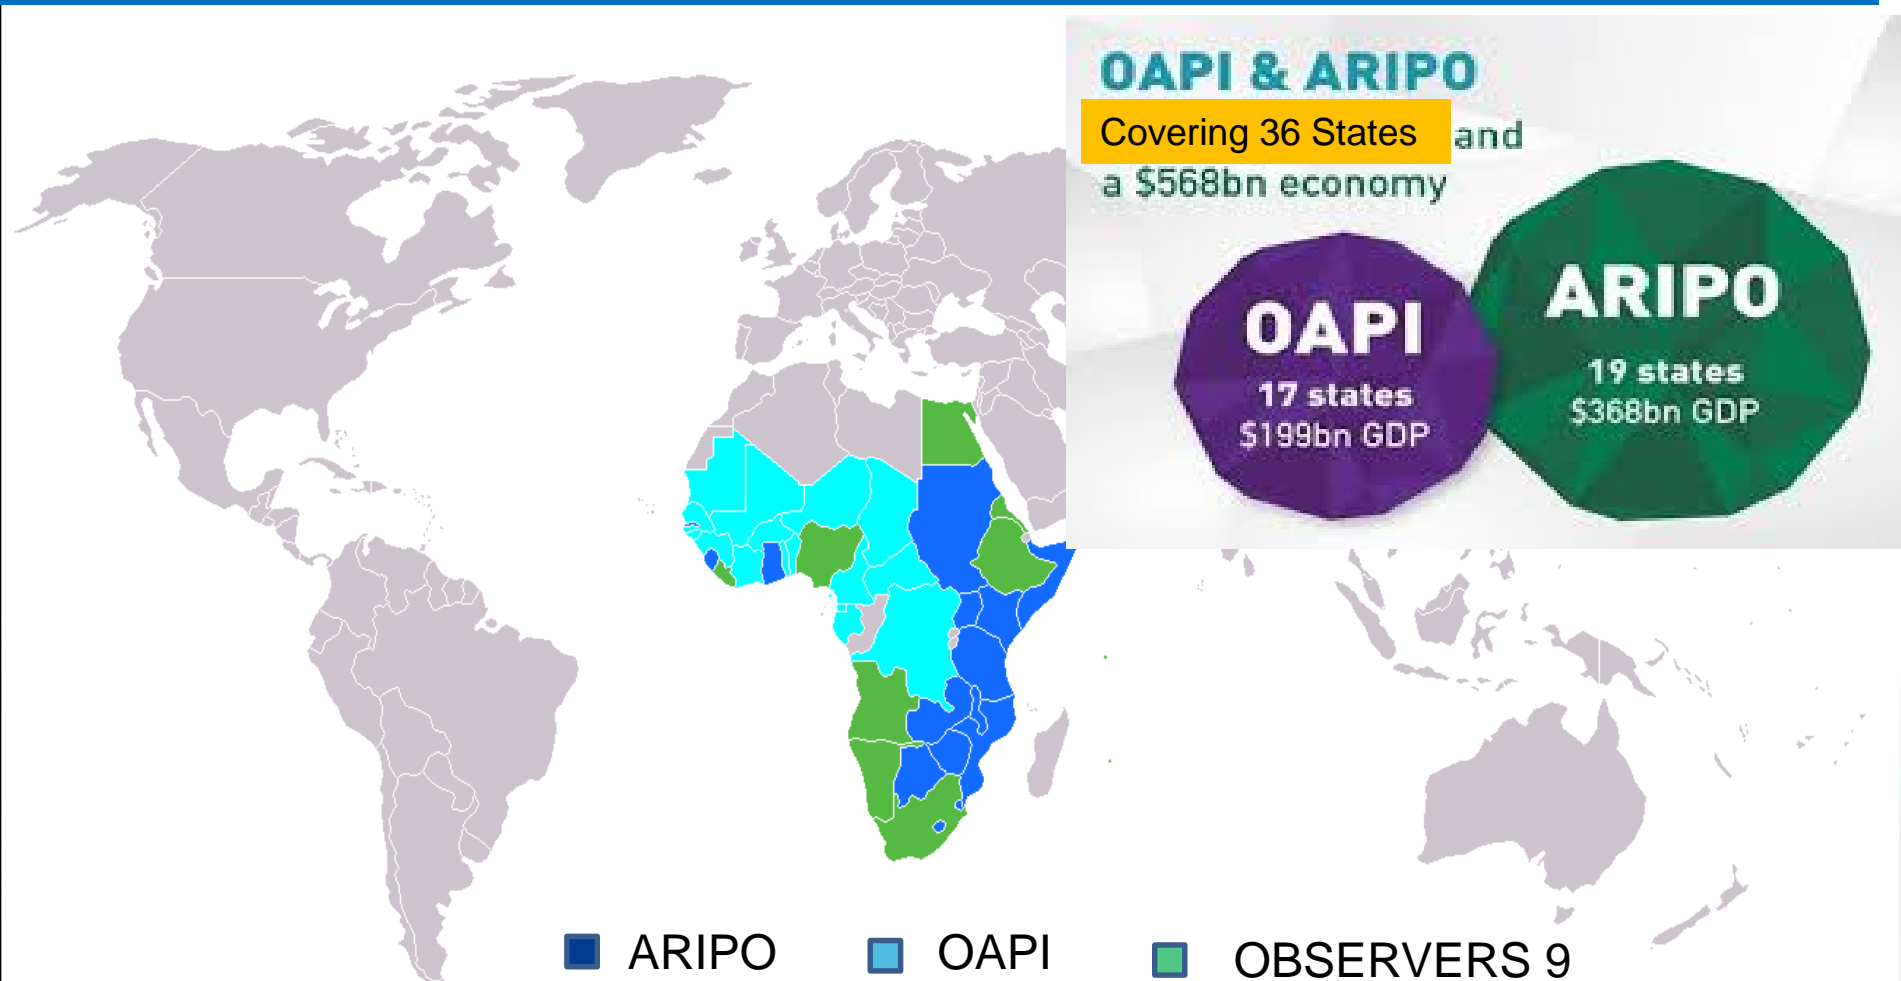 OAPI & ARIPO
Covering 36 States and
a $568bn economy
OAPI
17 states
$199bn GDP
ARIPO
19 states
$368bn GDP
ARIPO
OAPI
OBSERVERS 9